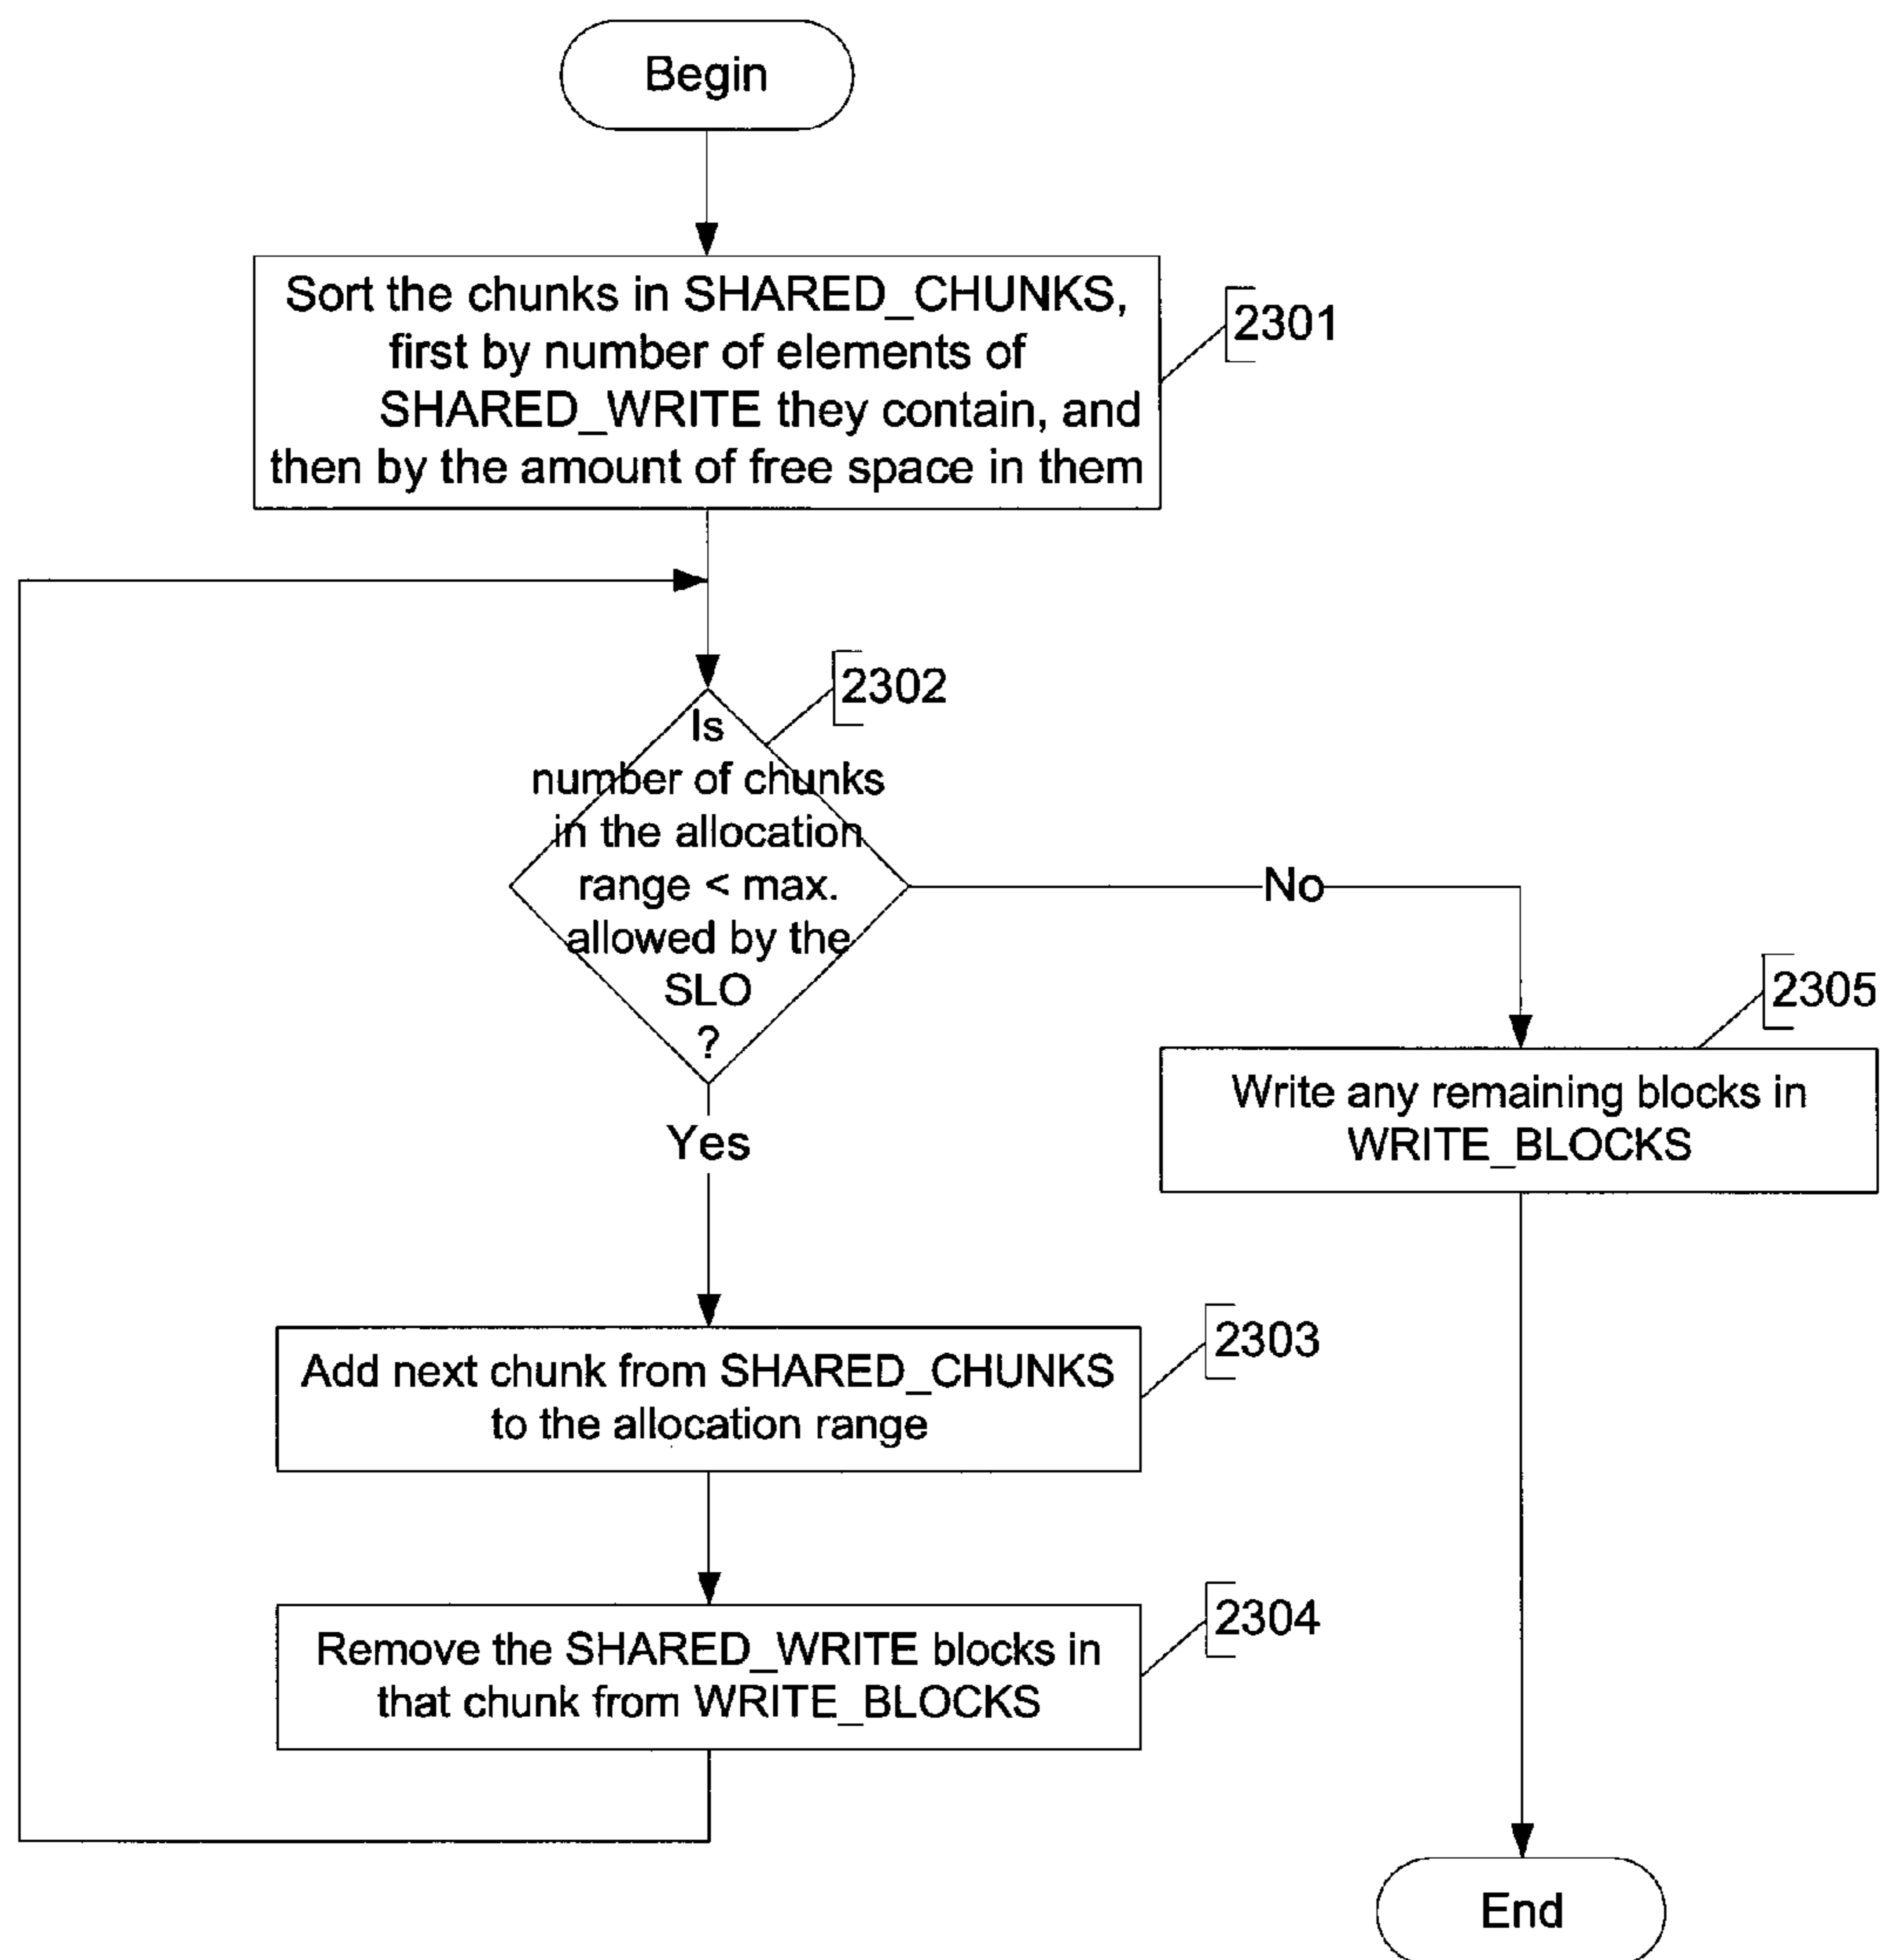 Begin
Sort the chunks in SHARED_CHUNKS,
first by number of elements of
SHARED_WRITE they contain, and
then by the amount of free space in them
2301
2302
Is
number of chunks
in the allocation
range < max.
allowed by the
SLO
?
No
Yes
2305
Write any remaining blocks in
WRITE_BLOCKS
2303
Add next chunk from SHARED_CHUNKS
to the allocation range
2304
Remove the SHARED_WRITE blocks in
that chunk from WRITE_BLOCKS
End